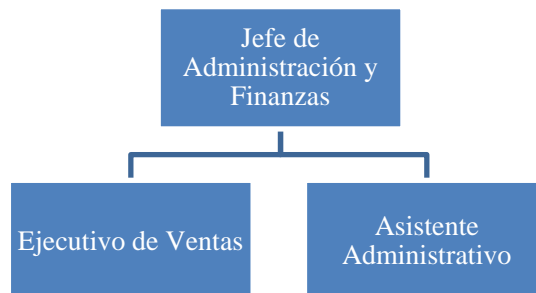 Jefe de
Administración y
Finanzas
Ejecutivo de Ventas
Asistente
Administrativo